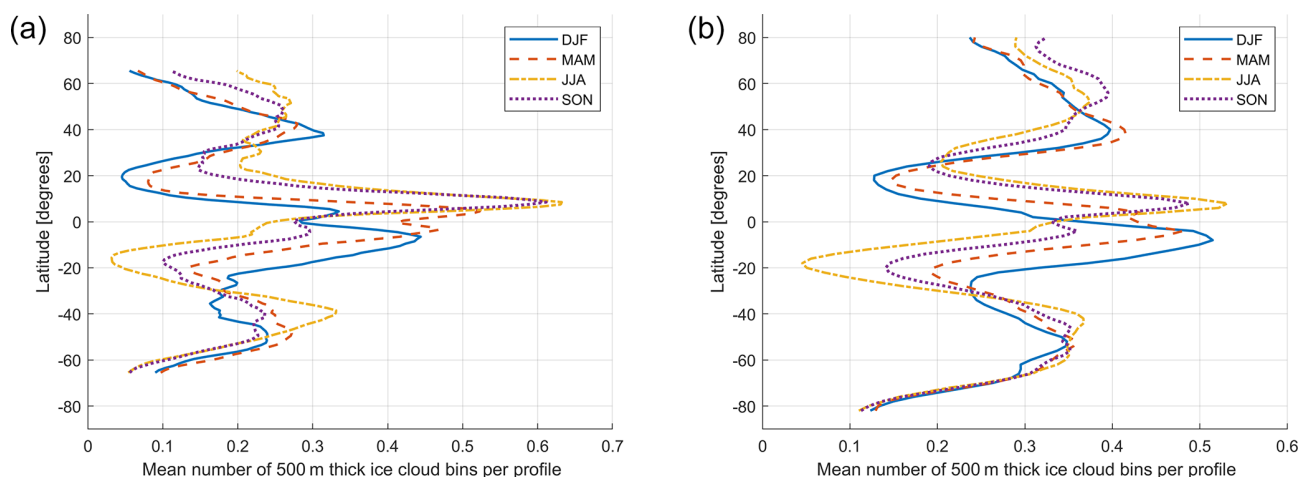 (a)
80
60
40
20
0
-20
-40
-60
-80
Latitude [degrees]
0 0.1 0.2 0.3 0.4 0.5 0.6 0.7
Mean number of 500 m thick ice cloud bins per profile
DJF
MAM
JJA
SON
(b)
80
60
40
20
0
-20
-40
-60
-80
Latitude [degrees]
0 0.1 0.2 0.3 0.4 0.5 0.6
Mean number of 500 m thick ice cloud bins per profile
DJF
MAM
JJA
SON